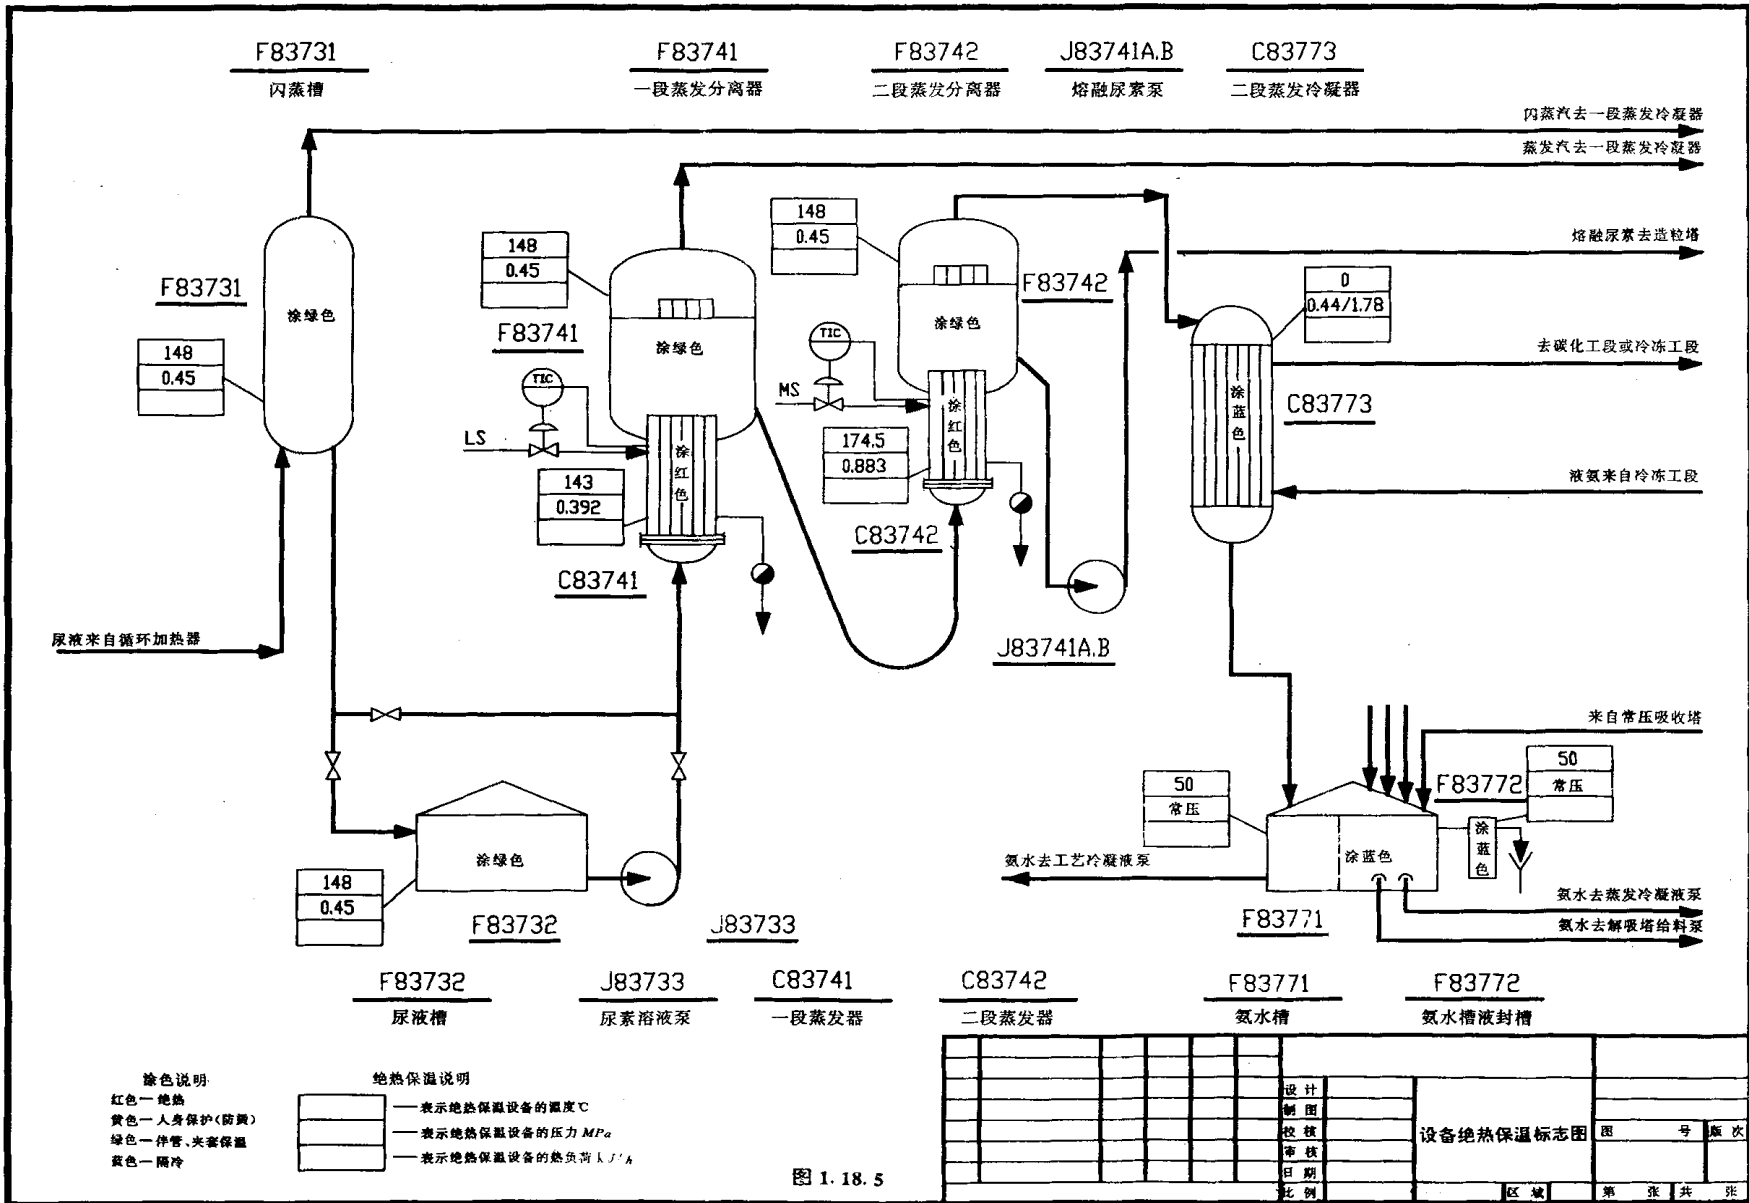 F83731 F83741 F83742 J83741A.B C83773
闪蒸槽 一段蒸发分离器 二段蒸发分离器 熔融尿素泵 二段蒸发冷凝器
闪蒸汽去一段蒸发冷凝器
蒸发汽去一段蒸发冷凝器
熔融尿素去造粒塔
F83731
涂绿色
148
0.45
148
0.45
F83741
涂绿色
TIC
LS
涂红色
143
0.392
C83741
148
0.45
F83742
涂绿色
TIC
MS
涂红色
174.5
0.883
C83742
J83741A.B
0
0.44/1.78
涂蓝色
C83773
去碳化工段或冷冻工段
液氨来自冷冻工段
尿液来自循环加热器
来自常压吸收塔
50
常压
F83772
50
常压
涂绿色
涂蓝色
涂蓝色
148
0.45
氨水去工艺冷凝液泵
氨水去蒸发冷凝液泵
氨水去解吸塔给料泵
F83732 J83733 F83771
F83732 J83733 C83741 C83742 F83771 F83772
尿液槽 尿素溶液泵 一段蒸发器 二段蒸发器 氨水槽 氨水槽液封槽
涂色说明
红色一绝热
黄色一人身保护(防烫)
绿色一伴管、夹套保温
蓝色一隔冷
绝热保温说明
—表示绝热保温设备的温度℃
—表示绝热保温设备的压力MPa
—表示绝热保温设备的热负荷kJ/h
图 1.18.5
设计
制图
校核
审核
日期
比例
设备绝热保温标志图
图 号 版次
区域 第 张 共 张